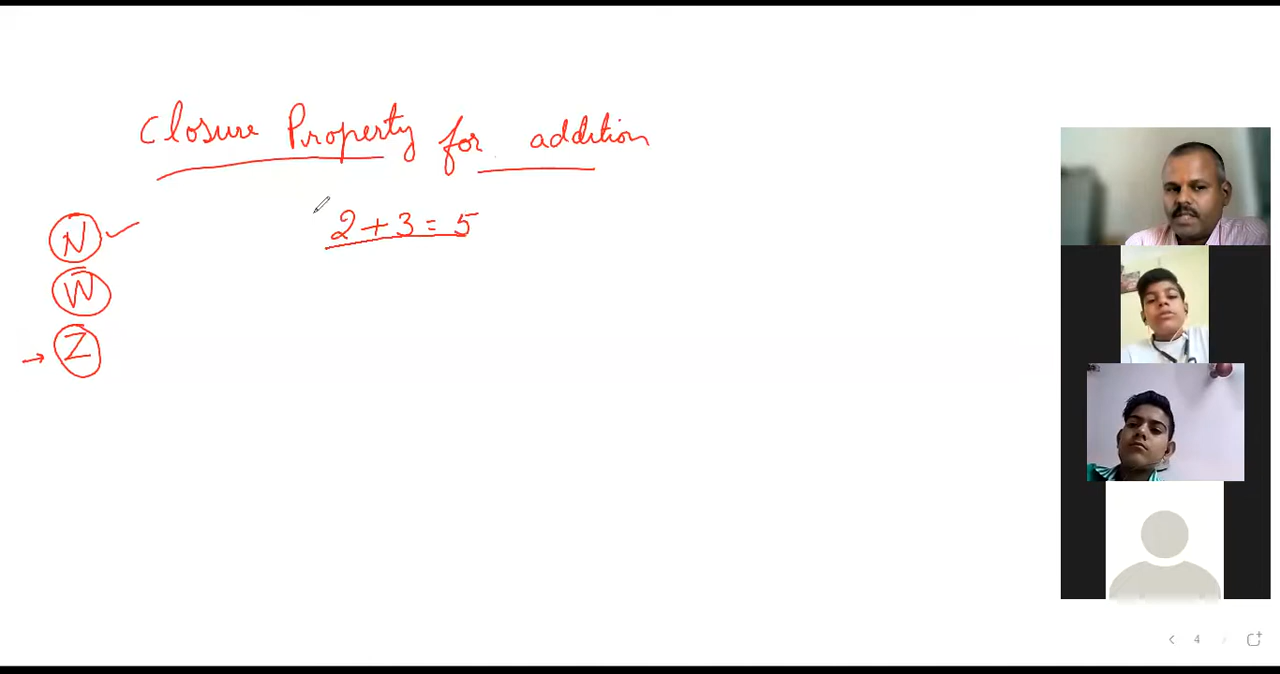 Closure Property for addition
2 + 3 = 5
N ✓
W
→ Z
4